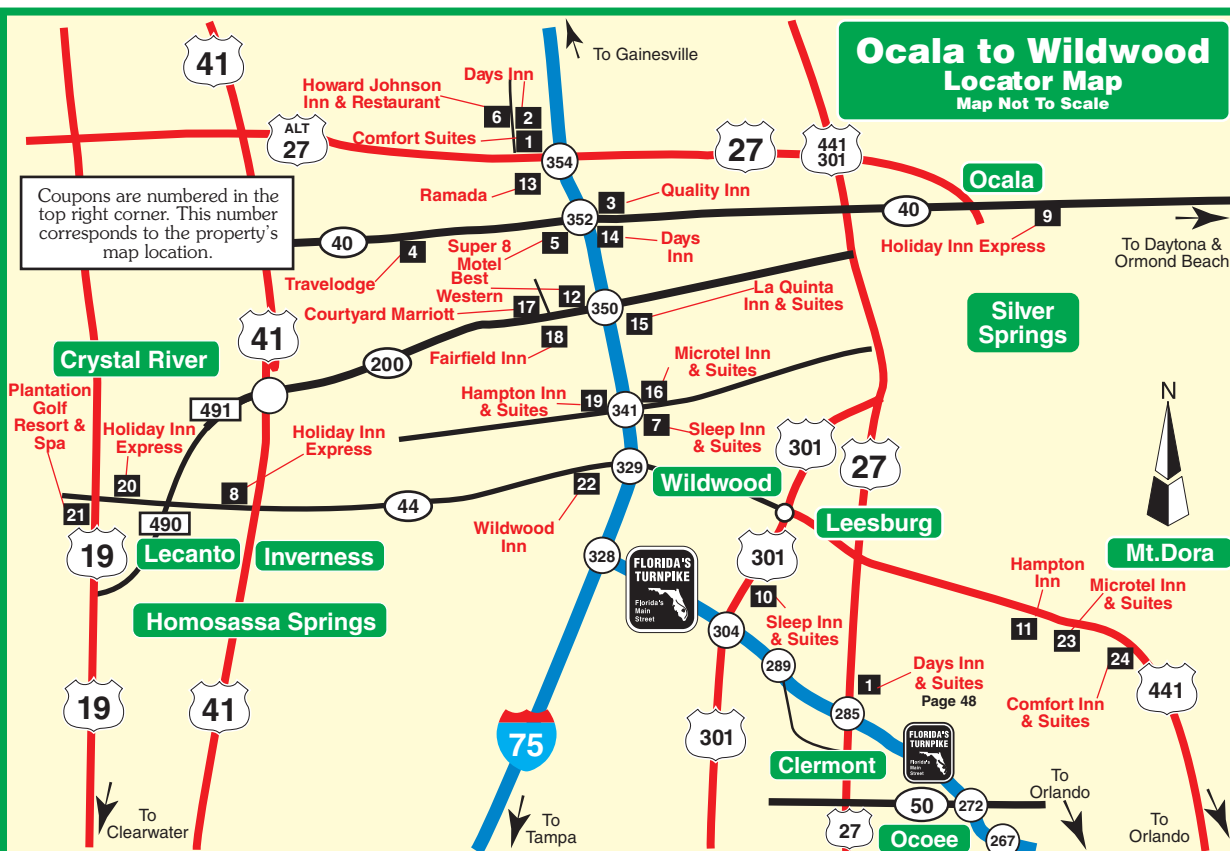 Ocala to Wildwood
Locator Map
Map Not To Scale
To Gainesville
41
Days Inn
Howard Johnson
Inn & Restaurant
6
2
ALT
27
Comfort Suites
1
27
441
301
354
Ramada
13
Ocala
Coupons are numbered in the
top right corner. This number
corresponds to the property's
map location.
3
Quality Inn
352
40
9
40
4
Super 8
Motel
5
14
Days
Inn
Holiday Inn Express
To Daytona &
Ormond Beach
Travelodge
Best
Western
12
La Quinta
Inn & Suites
Courtyard Marriott
17
350
15
Silver
Springs
41
18
Fairfield Inn
Crystal River
200
Microtel Inn
& Suites
Plantation
Golf
Resort &
Spa
Hampton Inn
& Suites
19
16
341
N
491
Holiday Inn
Express
Holiday Inn
Express
7
Sleep Inn
& Suites
301
27
329
20
8
44
22
Wildwood
21
490
Wildwood
Inn
Leesburg
19
Lecanto
Inverness
328
FLORIDA'S
TURNPIKE
Florida's
Main
Street
301
Mt.Dora
Hampton
Inn
Microtel Inn
& Suites
10
Homosassa Springs
304
Sleep Inn
& Suites
11
23
289
24
1
Days Inn
& Suites
Page 48
Comfort Inn
& Suites
441
19
41
285
301
75
FLORIDA'S
TURNPIKE
Florida's
Main
Street
Clermont
To
Orlando
50
272
To
Clearwater
To
Tampa
27
Ocoee
267
To
Orlando